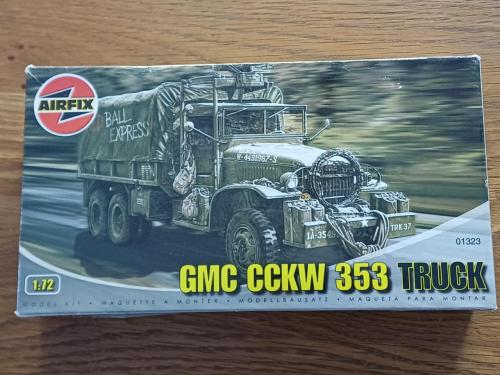 AIRFIX
BALL
EXPRESS
W-4431967-S
TRK 37
01323
1:72
GMC CCKW 353 TRUCK
MODEL KIT • MAQUETTE A MONTER • MODELLBAUSATZ • MAQUETA PARA MONTAR